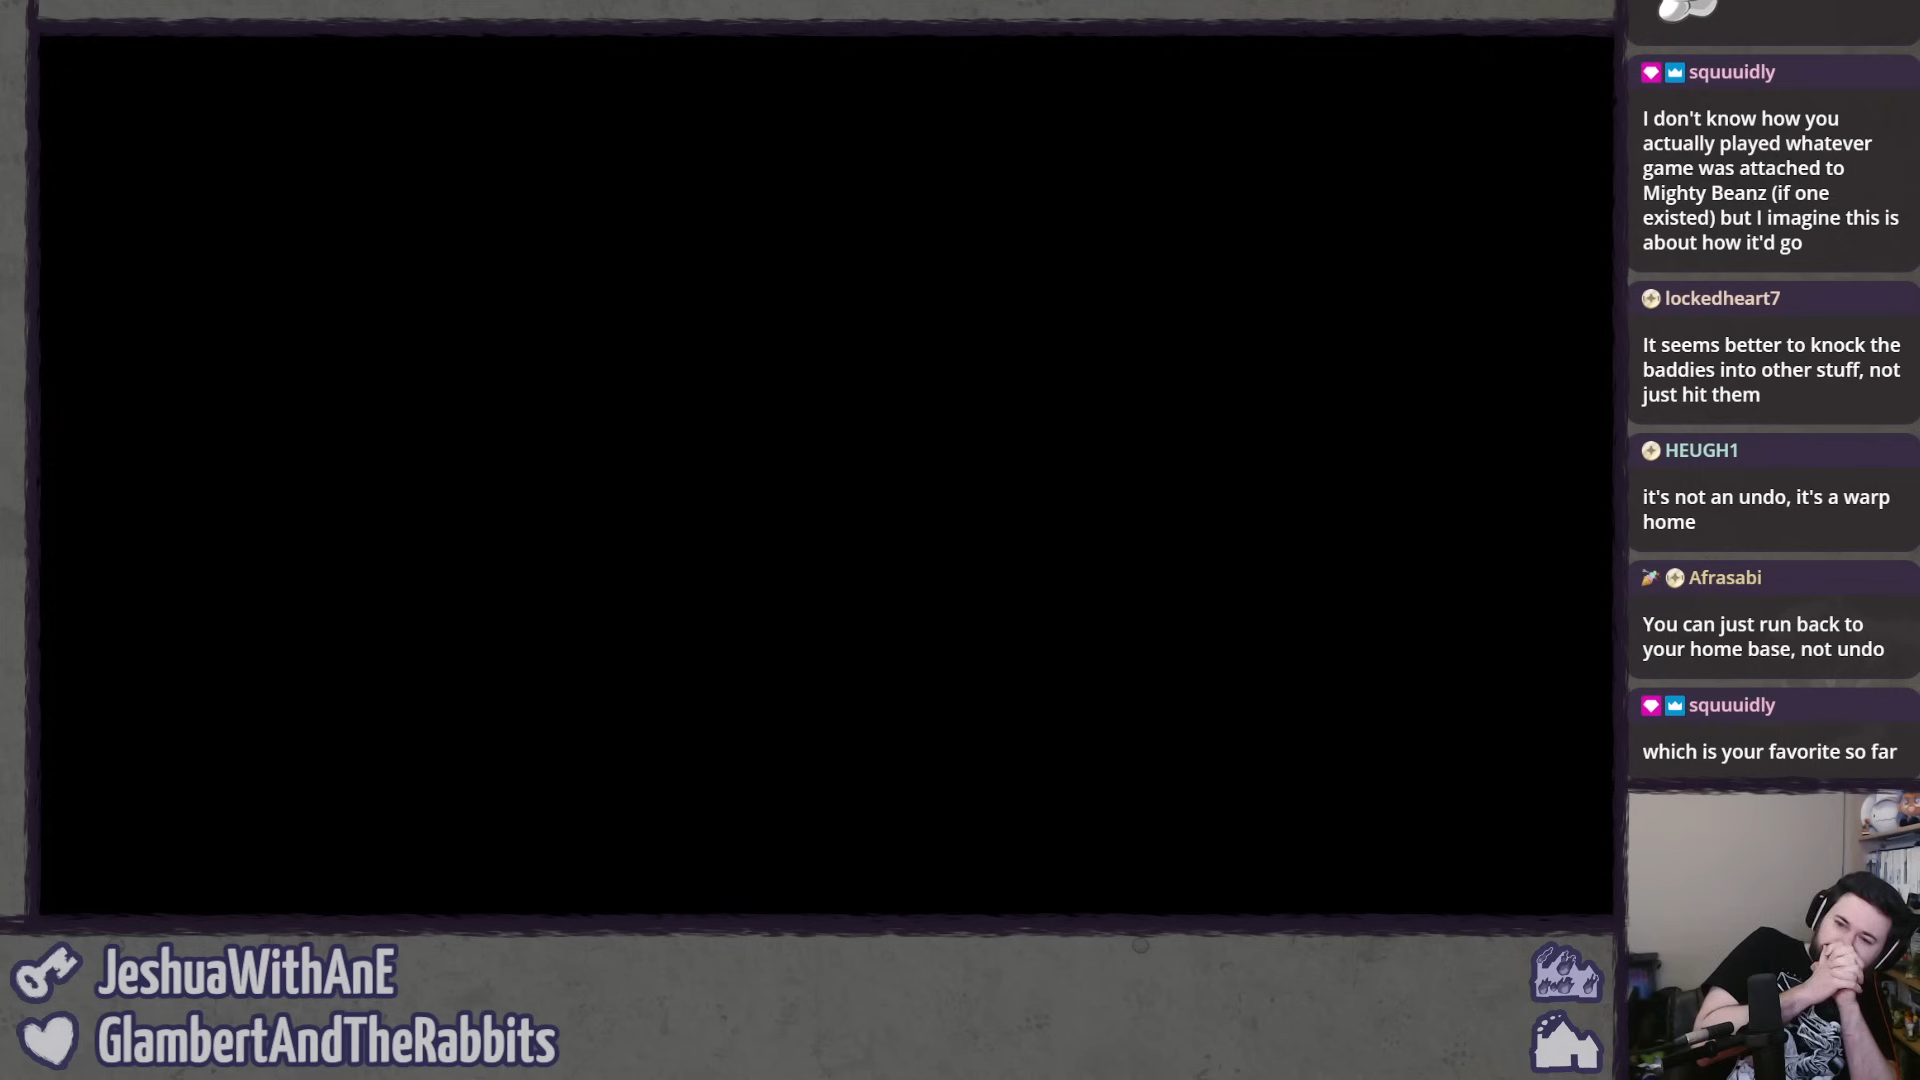 squuuidly
I don't know how you
actually played whatever
game was attached to
Mighty Beanz (if one
existed) but I imagine this is
about how it'd go
lockedheart7
It seems better to knock the
baddies into other stuff, not
just hit them
HEUGH1
it's not an undo, it's a warp
home
Afrasabi
You can just run back to
your home base, not undo
squuuidly
which is your favorite so far
JeshuaWithAnE
GlambertAndTheRabbits